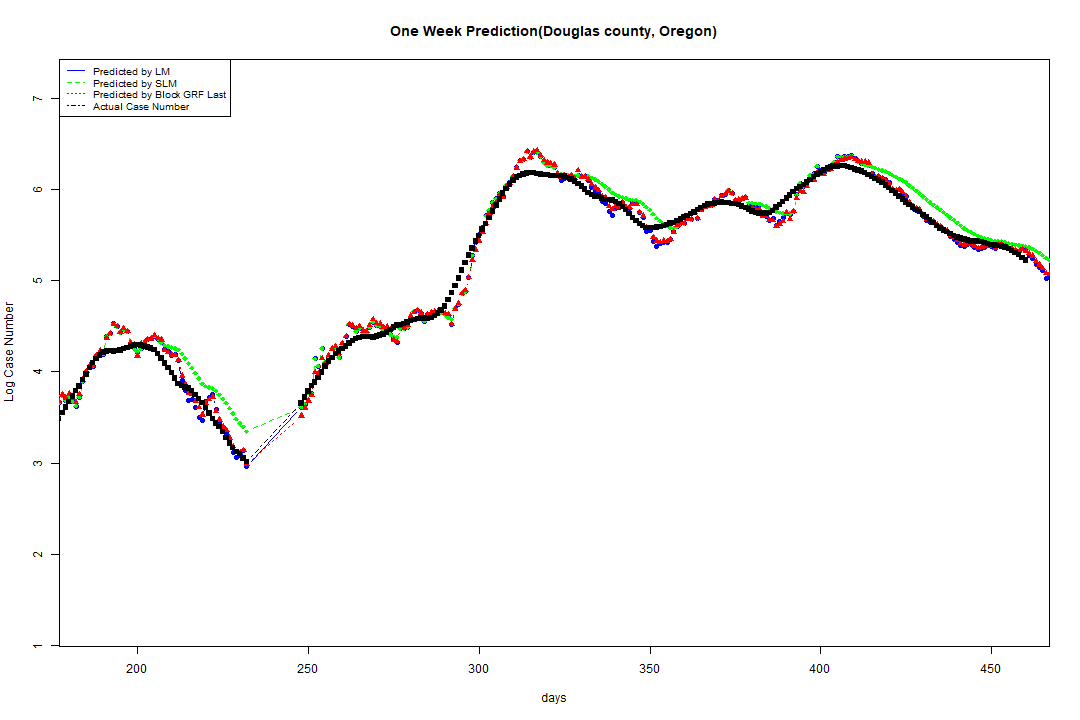 One Week Prediction(Douglas county, Oregon)
Predicted by LM
Predicted by SLM
Predicted by Block GRF Last
Actual Case Number
7
6
5
4
3
2
1
Log Case Number
200 250 300 350 400 450
days